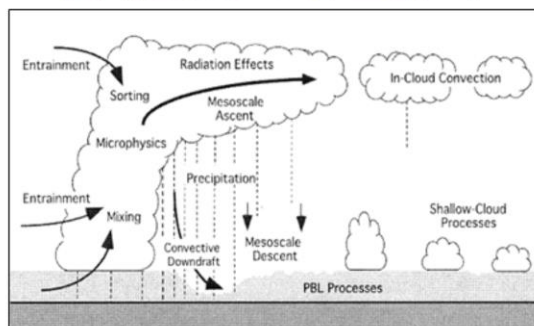 Entrainment
Radiation Effects
In-Cloud Convection
Sorting
Mesoscale
Ascent
Microphysics
Precipitation
Entrainment
Mixing
Shallow-Cloud
Processes
Convective
Downdraft
Mesoscale
Descent
PBL Processes